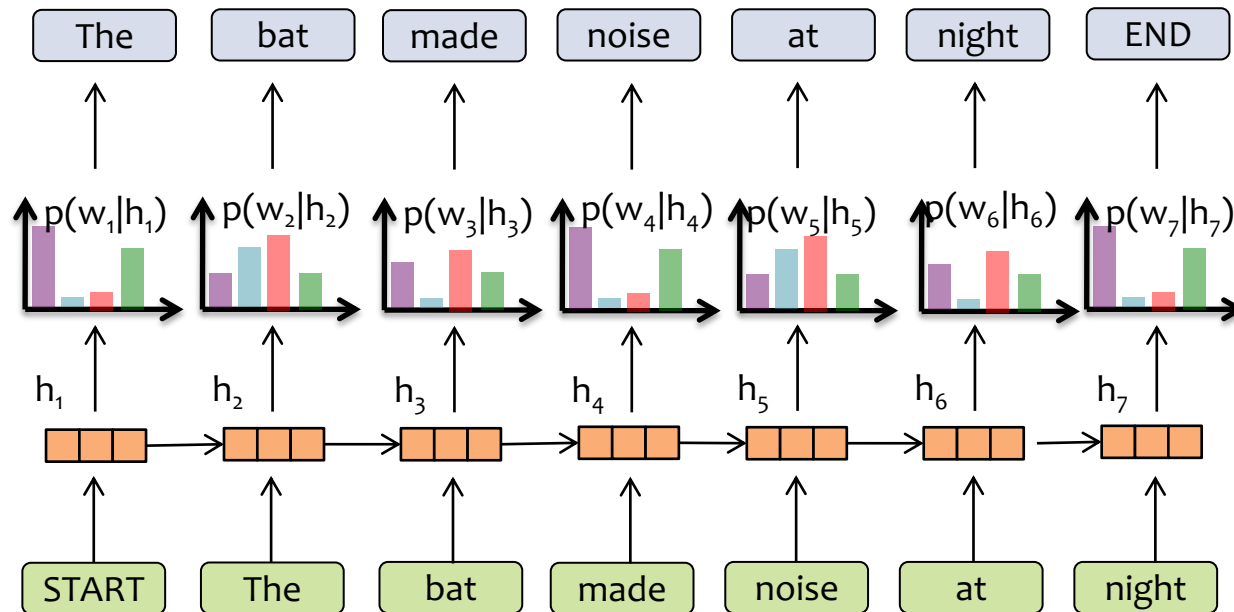 The bat made noise at night END
p(w₁|h₁) p(w₂|h₂) p(w₃|h₃) p(w₄|h₄) p(w₅|h₅) p(w₆|h₆) p(w₇|h₇)
h₁ h₂ h₃ h₄ h₅ h₆ h₇
START The bat made noise at night